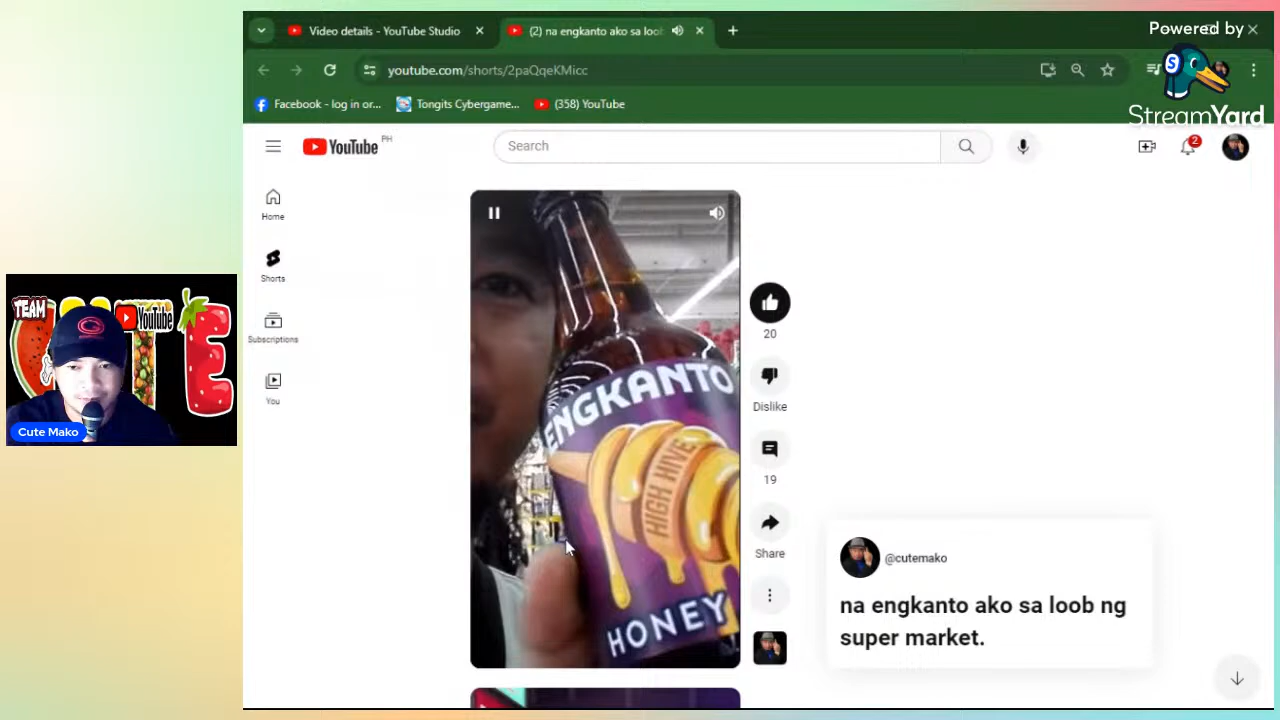 Video details - YouTube Studio
(2) na engkanto ako sa loo
Powered by
youtube.com/shorts/2paQqeKMicc
StreamYard
Facebook - log in or...
Tongits Cybergame...
(358) YouTube
YouTube PH
Search
2
Home
Shorts
Subscriptions
You
TEAM
YouTube
Cute Mako
ENGKANTO
HIGH HIVE
HONEY
20
Dislike
19
Share
@cutemako
na engkanto ako sa loob ng
super market.